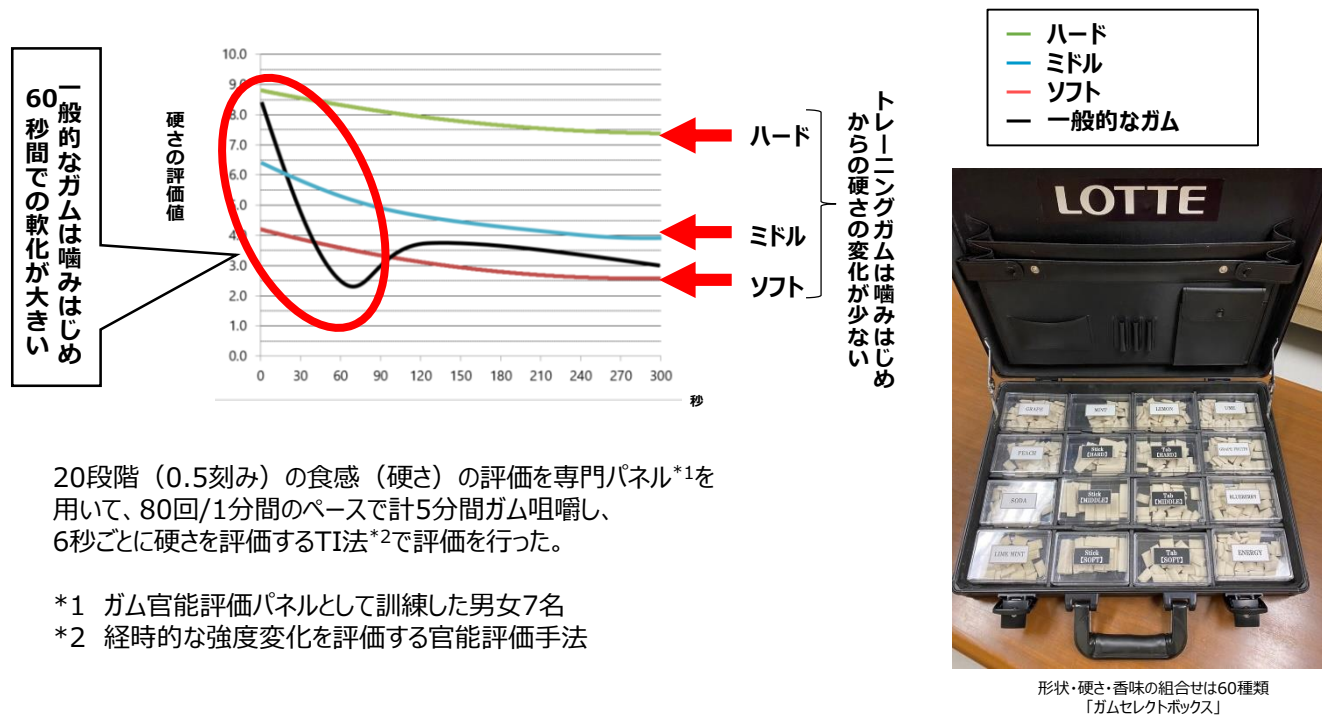 一般的なガムは噛みはじめ
60秒間での軟化が大きい
硬さの評価値
10.0
9.0
8.0
7.0
6.0
5.0
4.0
3.0
2.0
1.0
0.0
0 30 60 90 120 150 180 210 240 270 300
秒
ハード
ミドル
ソフト
トレーニングガムは噛みはじめ
からの硬さの変化が少ない
ハード
ミドル
ソフト
一般的なガム
20段階（0.5刻み）の食感（硬さ）の評価を専門パネル*1を
用いて、80回/1分間のペースで計5分間ガム咀嚼し、
6秒ごとに硬さを評価するTI法*2で評価を行った。
*1 ガム官能評価パネルとして訓練した男女7名
*2 経時的な強度変化を評価する官能評価手法
LOTTE
GRAPE MINT LEMON UME
PEACH Stick【HARD】 Tab【HARD】 GRAPE FRUITS
SODA Stick【MIDDLE】 Tab【MIDDLE】 BLUEBERRY
LIME MINT Stick【SOFT】 Tab【SOFT】 ENERGY
形状・硬さ・香味の組合せは60種類
「ガムセレクトボックス」